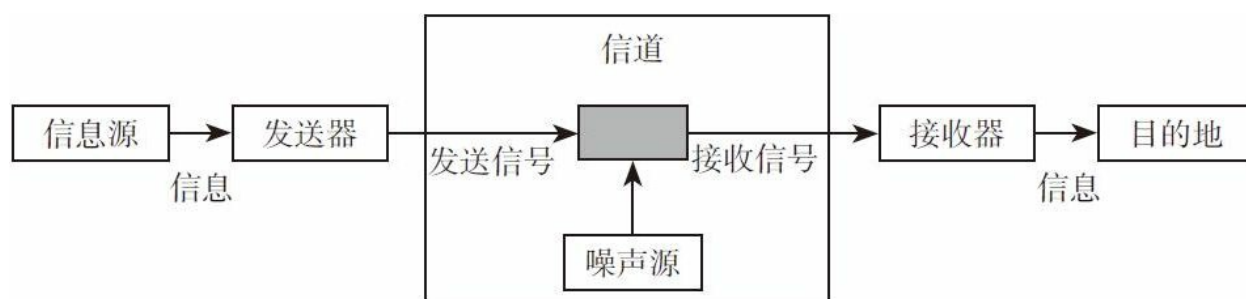 信道
信息源
发送器
接收器
目的地
发送信号
接收信号
信息
信息
噪声源